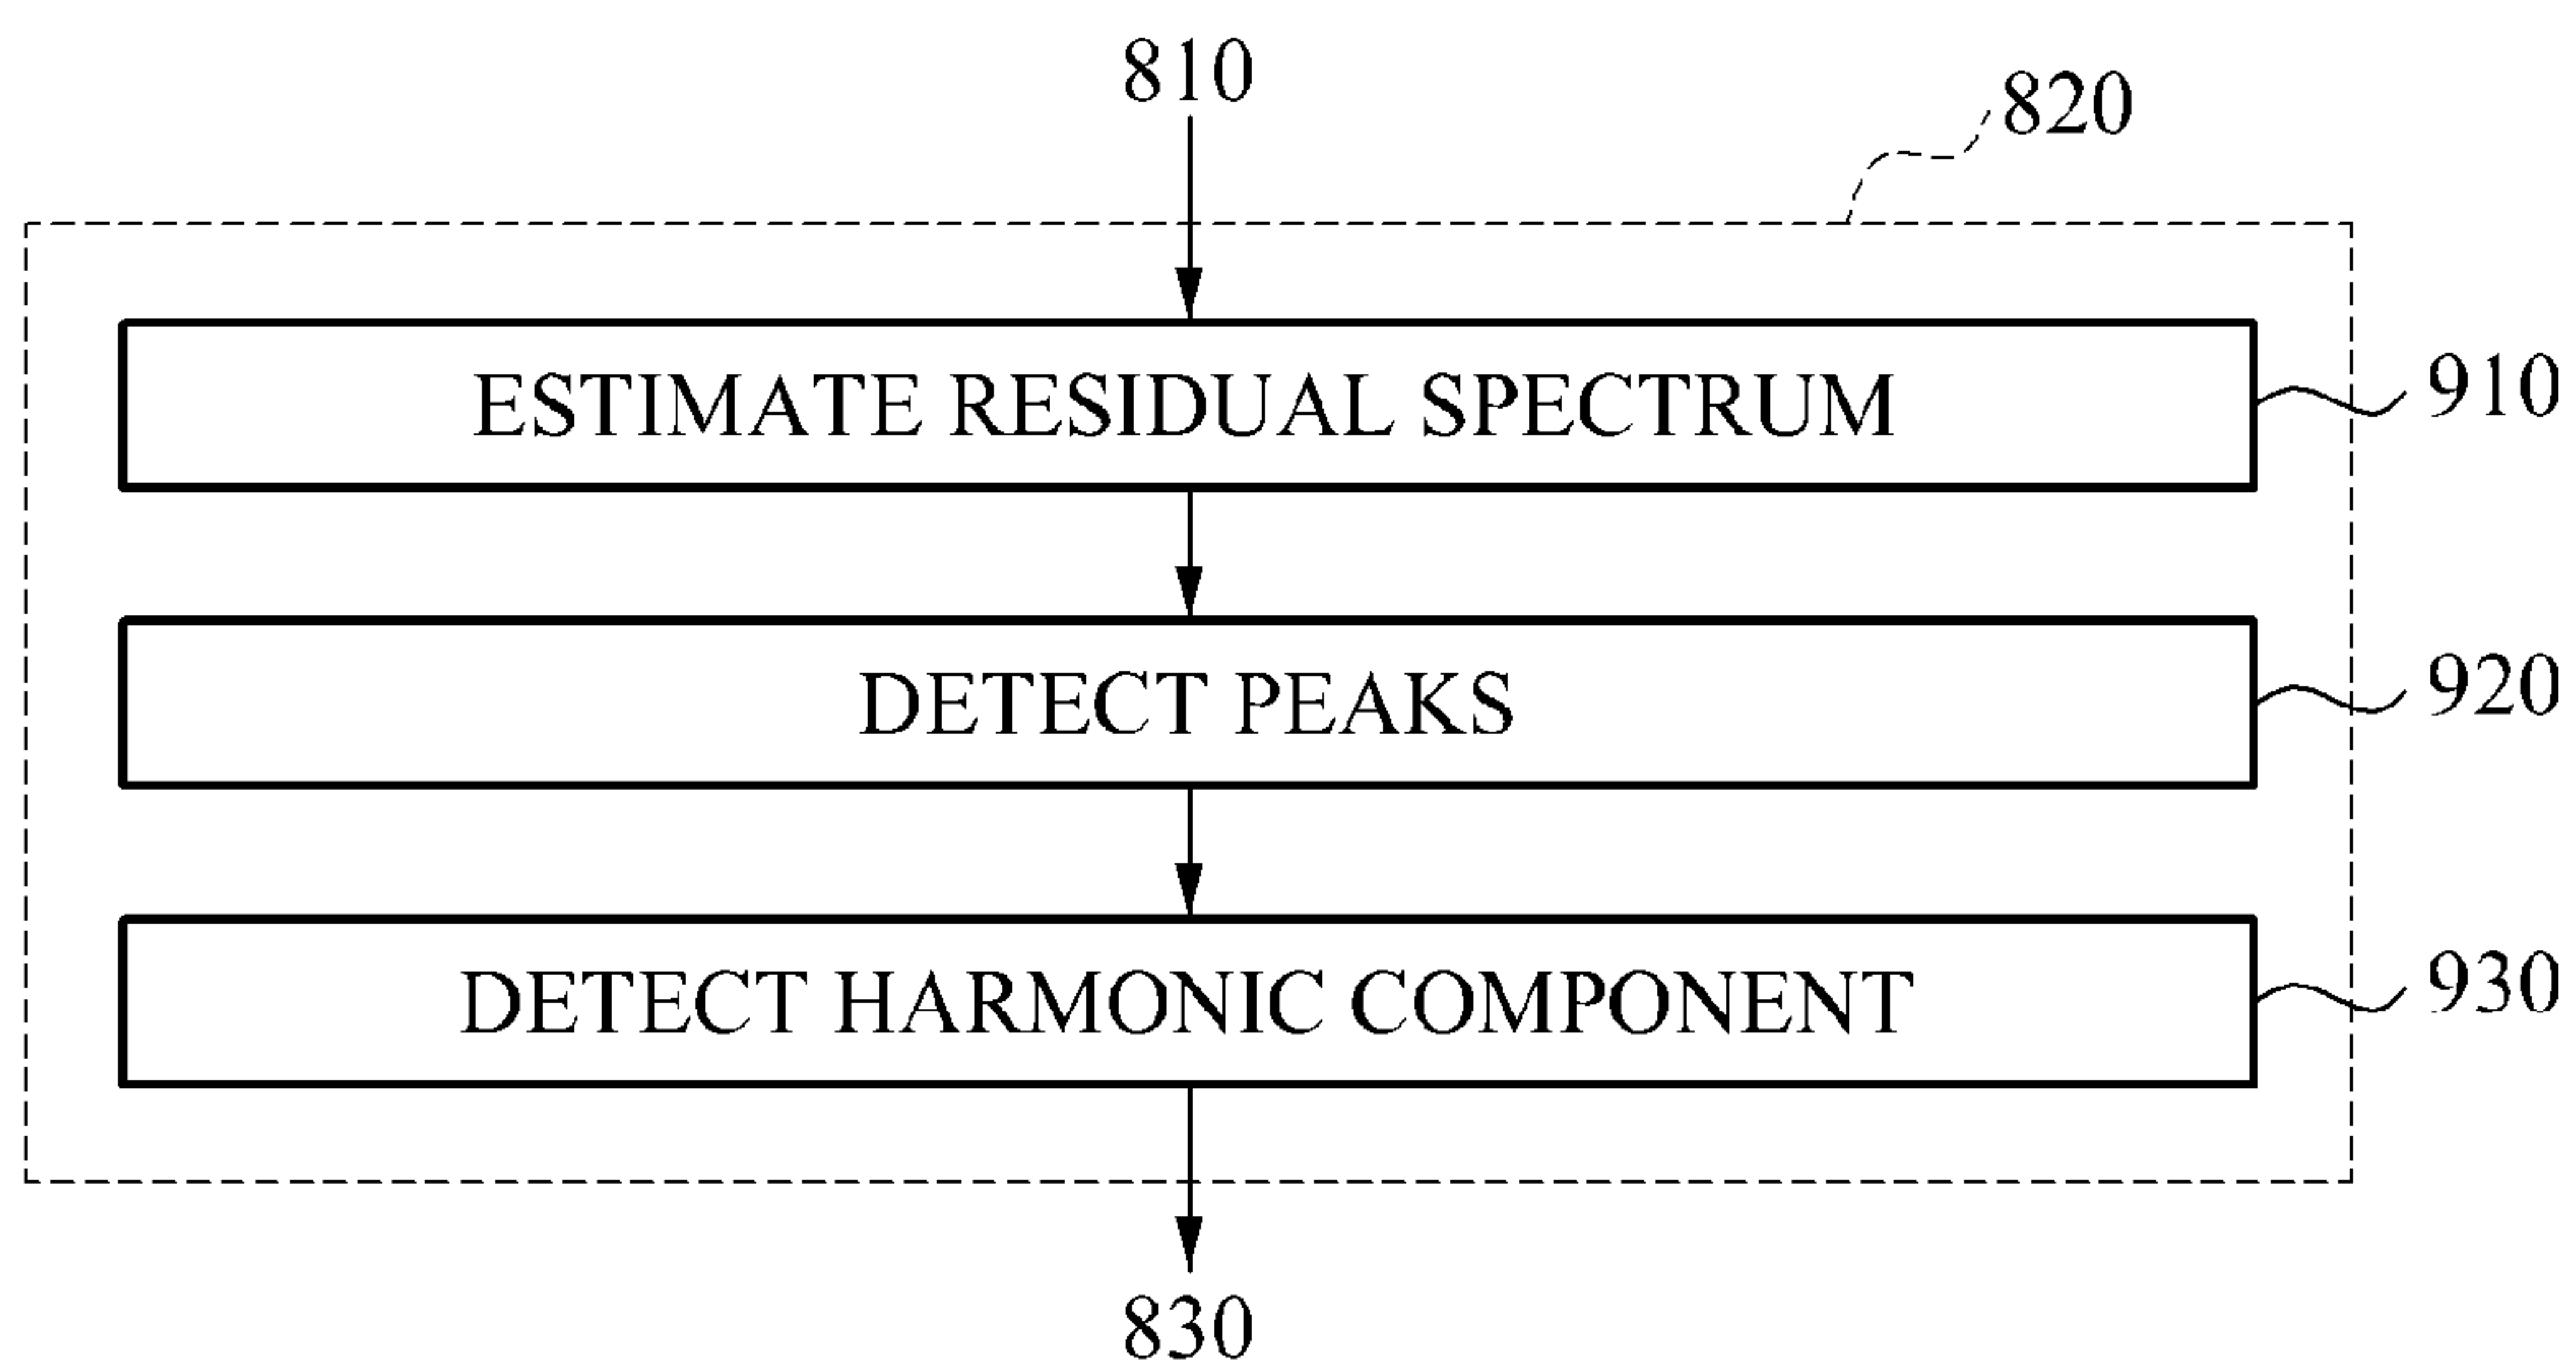 810
820
ESTIMATE RESIDUAL SPECTRUM
910
DETECT PEAKS
920
DETECT HARMONIC COMPONENT
930
830